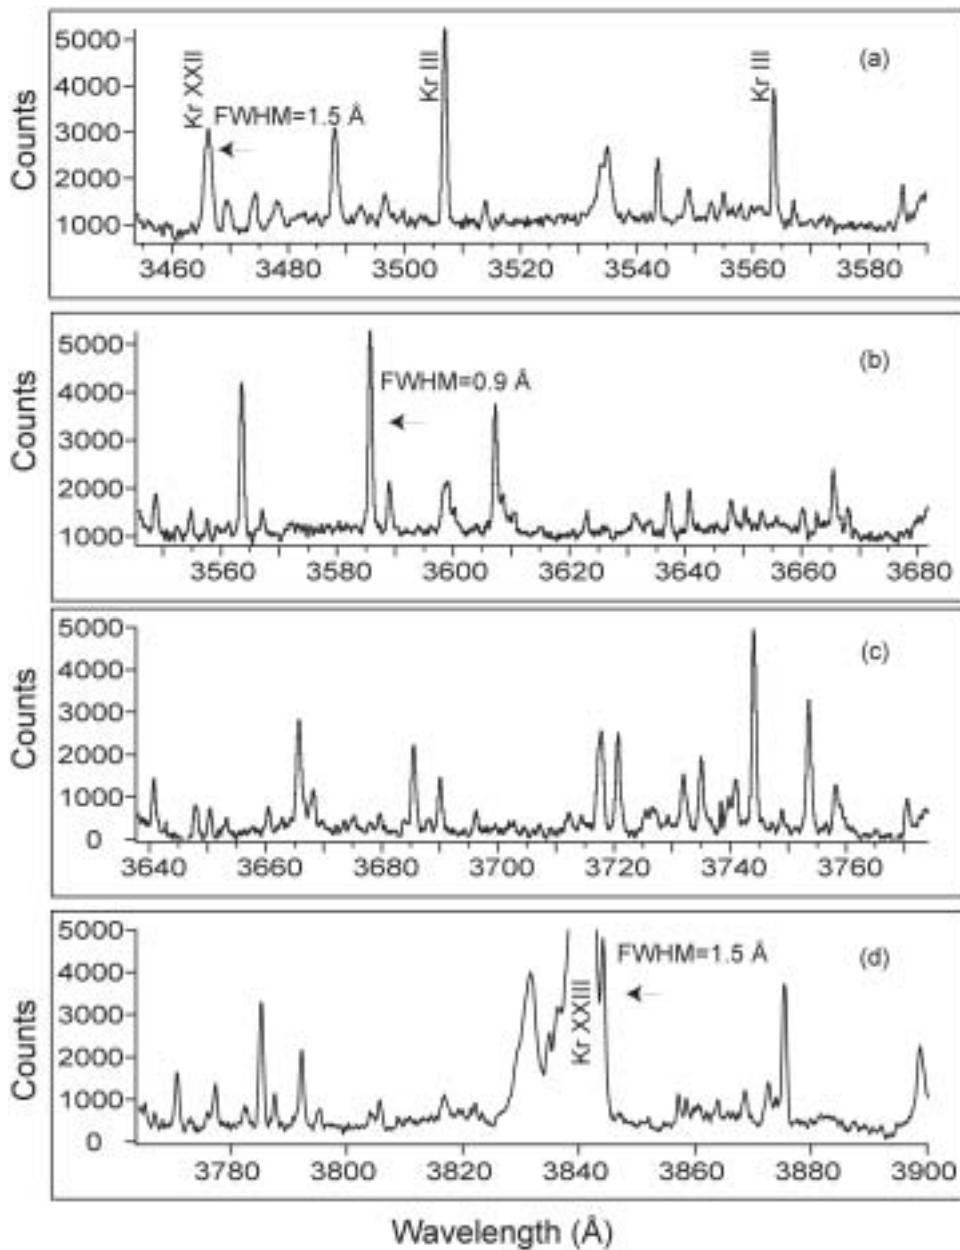 (a)
Counts
5000
4000
3000
2000
1000
Kr XXII
FWHM=1.5 Å
Kr III
Kr III
3460 3480 3500 3520 3540 3560 3580
(b)
Counts
5000
4000
3000
2000
1000
FWHM=0.9 Å
3560 3580 3600 3620 3640 3660 3680
(c)
Counts
5000
4000
3000
2000
1000
0
3640 3660 3680 3700 3720 3740 3760
(d)
Counts
5000
4000
3000
2000
1000
0
Kr XXIII
FWHM=1.5 Å
3780 3800 3820 3840 3860 3880 3900
Wavelength (Å)